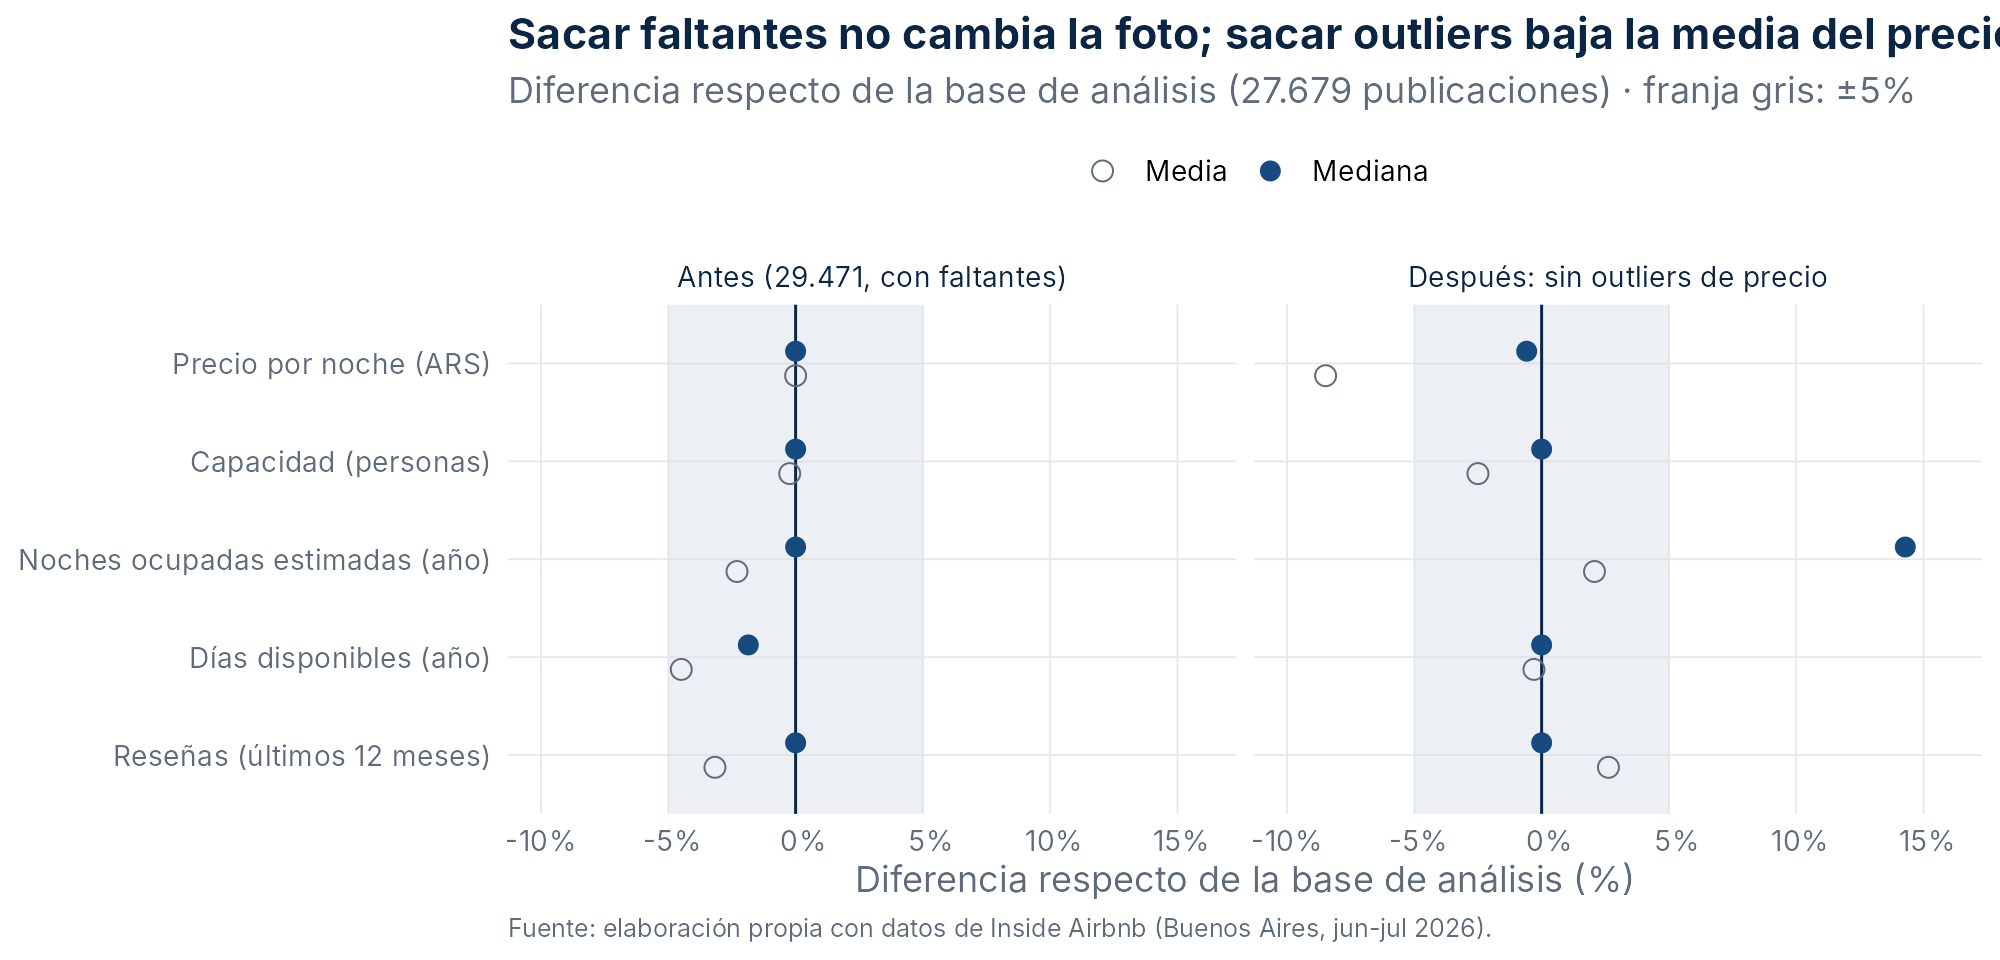 Sacar faltantes no cambia la foto; sacar outliers baja la media del preci
Diferencia respecto de la base de análisis (27.679 publicaciones) · franja gris: ±5%
Media Mediana
Antes (29.471, con faltantes) Después: sin outliers de precio
Precio por noche (ARS)
Capacidad (personas)
Noches ocupadas estimadas (año)
Días disponibles (año)
Reseñas (últimos 12 meses)
-10% -5% 0% 5% 10% 15% -10% -5% 0% 5% 10% 15%
Diferencia respecto de la base de análisis (%)
Fuente: elaboración propia con datos de Inside Airbnb (Buenos Aires, jun-jul 2026).